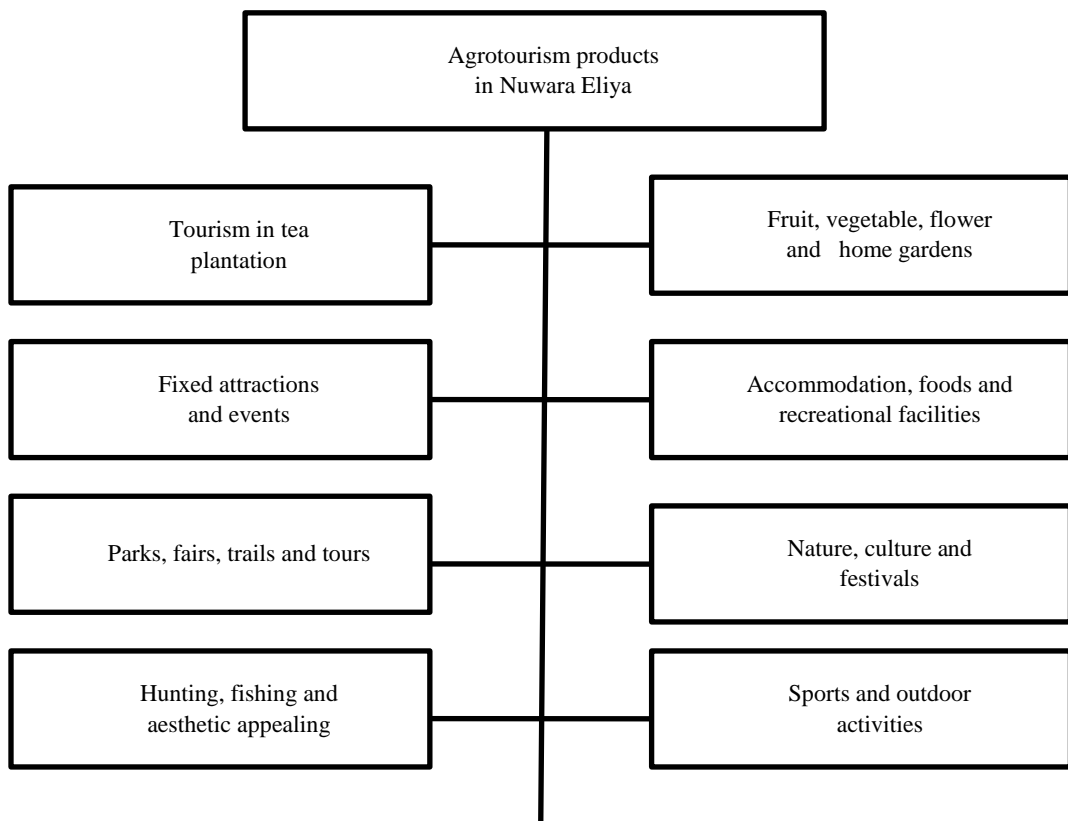 Agrotourism products
in Nuwara Eliya
Tourism in tea
plantation
Fruit, vegetable, flower
and home gardens
Fixed attractions
and events
Accommodation, foods and
recreational facilities
Parks, fairs, trails and tours
Nature, culture and
festivals
Hunting, fishing and
aesthetic appealing
Sports and outdoor
activities